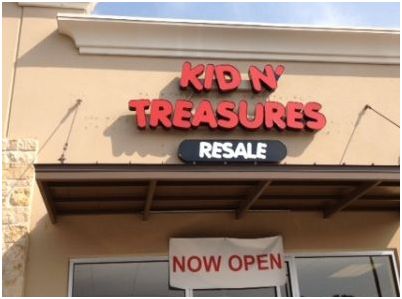 KID N'
TREASURES
RESALE
NOW OPEN